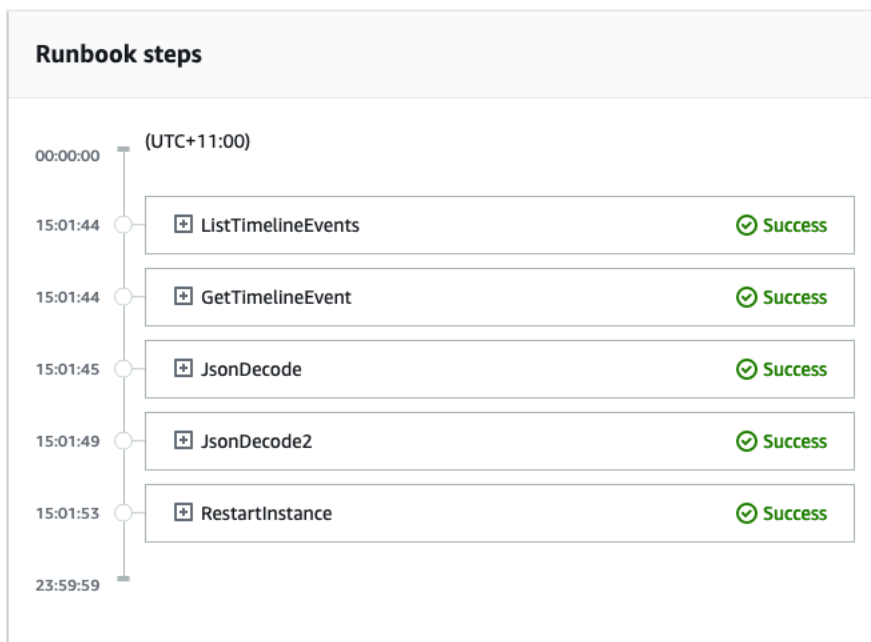 Runbook steps
00:00:00 (UTC+11:00)
15:01:44 ListTimelineEvents Success
15:01:44 GetTimelineEvent Success
15:01:45 JsonDecode Success
15:01:49 JsonDecode2 Success
15:01:53 RestartInstance Success
23:59:59